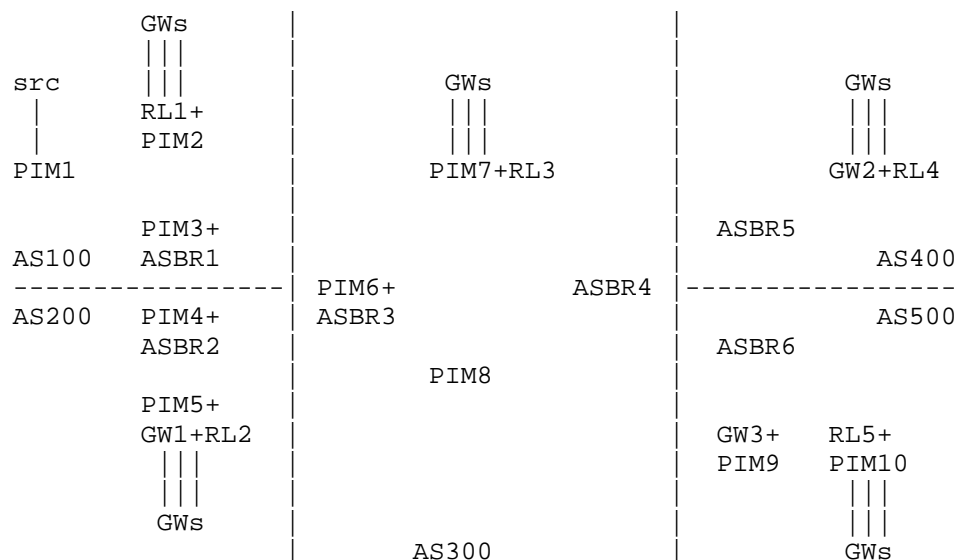 GWs
src GWs GWs
RL1+
PIM2
PIM1 PIM7+RL3 GW2+RL4
PIM3+ ASBR5
AS100 ASBR1 AS400
PIM6+ ASBR4
AS200 PIM4+ ASBR3 AS500
ASBR2 ASBR6
PIM8
PIM5+
GW1+RL2 GW3+ RL5+
PIM9 PIM10
GWs
AS300 GWs